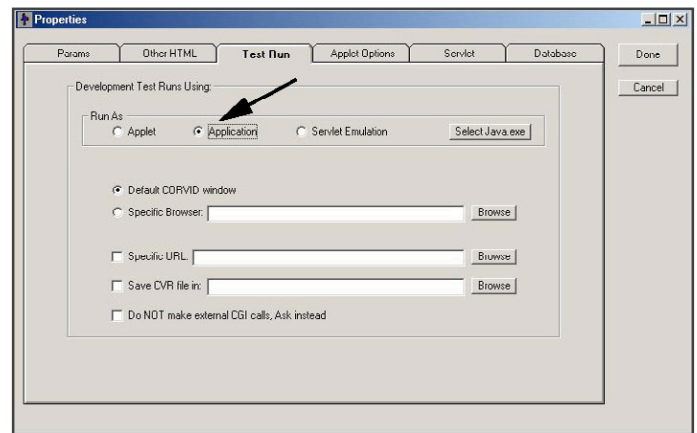 Properties
Params Other HTML Test Run Applet Options Servlet Database
Done
Cancel
Development Test Runs Using:
Run As
Applet Application Servlet Emulation Select Java.exe
Default CORVID window
Specific Browser: Browse
Specific URL: Browse
Save CVR file in: Browse
Do NOT make external CGI calls, Ask instead